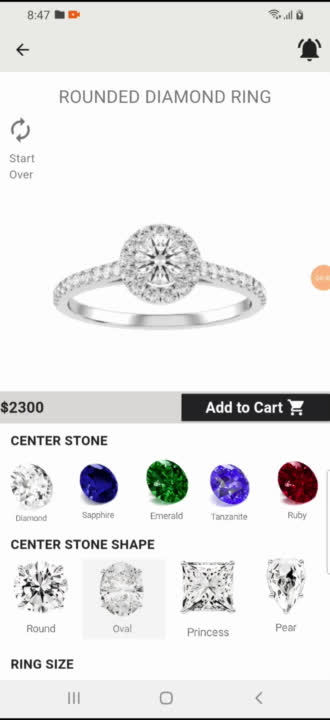 8:47
ROUNDED DIAMOND RING
Start
Over
$2300
Add to Cart
CENTER STONE
Diamond
Sapphire
Emerald
Tanzanite
Ruby
CENTER STONE SHAPE
Round
Oval
Princess
Pear
RING SIZE